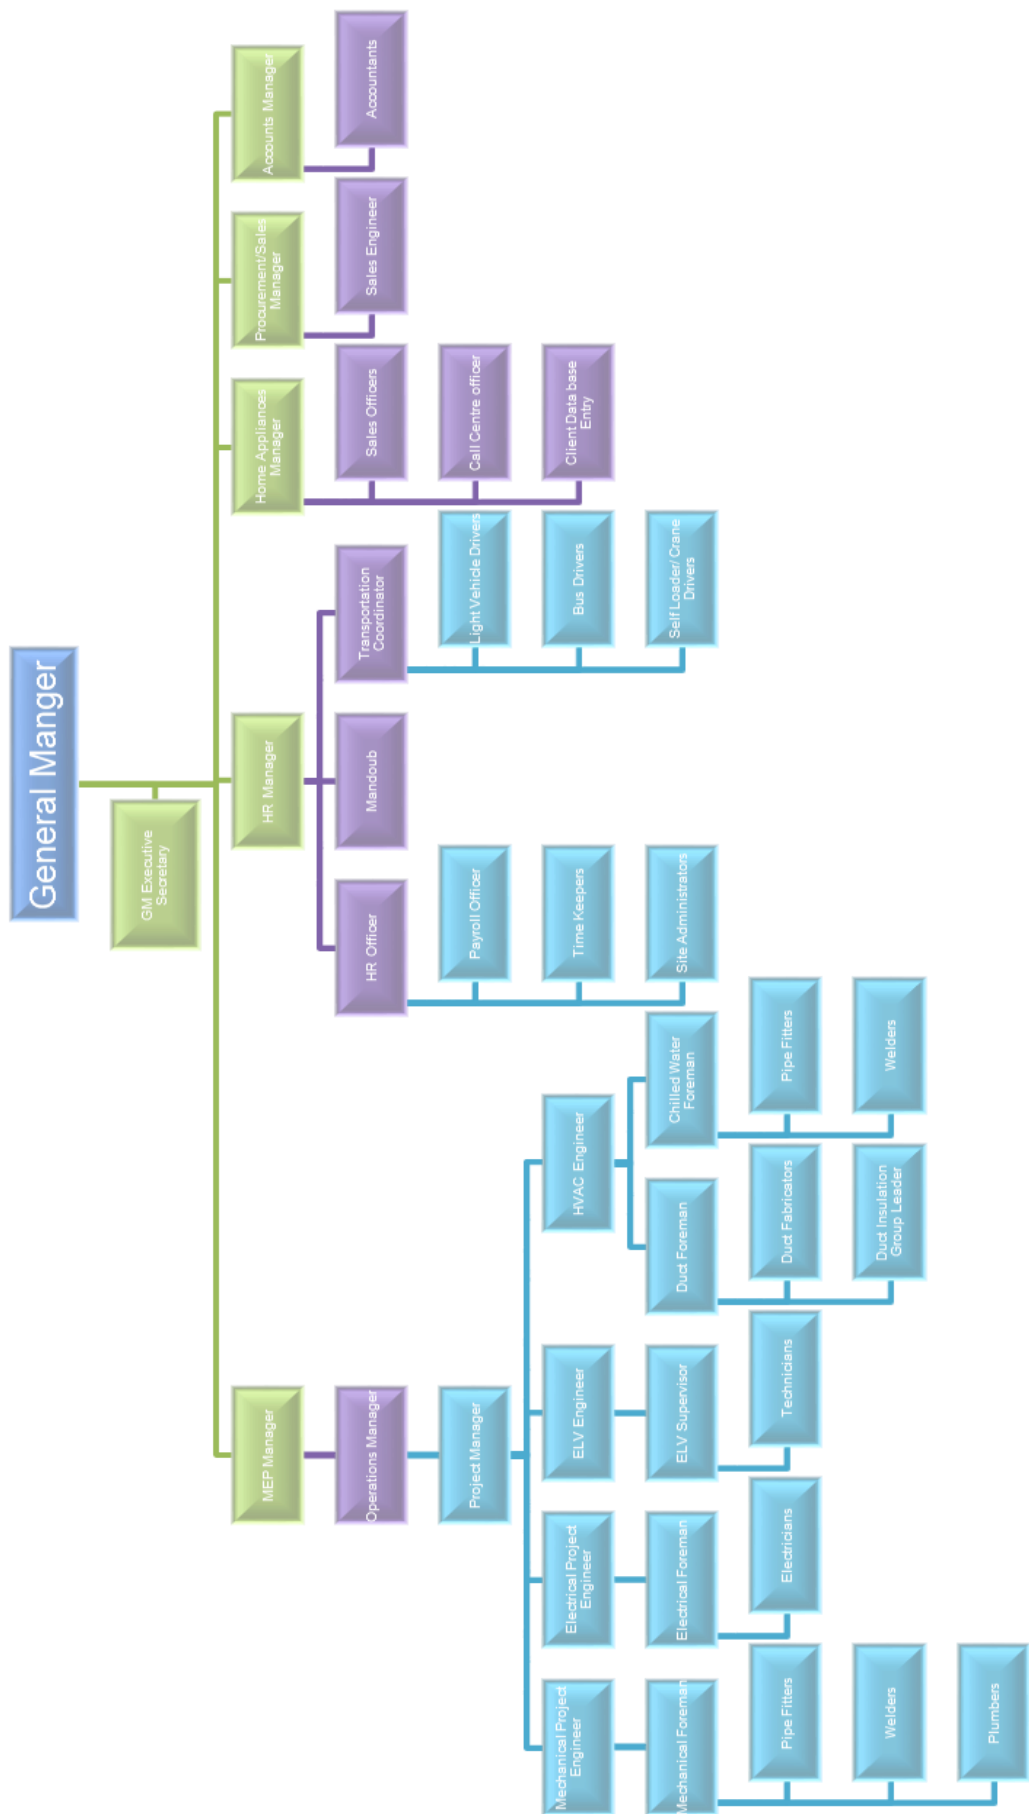 General Manger
GM Executive
Secretary
MEP Manager
HR Manager
Home Appliances
Manager
Procurement/Sales
Manager
Accounts Manager
Operations Manager
HR Officer
Mandoub
Transportation
Coordinator
Sales Officers
Sales Engineer
Accountants
Project Manager
Payroll Officer
Light Vehicle Drivers
Call Centre officer
Mechanical Project
Engineer
Electrical Project
Engineer
ELV Engineer
HVAC Engineer
Time Keepers
Bus Drivers
Client Data base
Entry
Mechanical Foreman
Electrical Foreman
ELV Supervisor
Duct Foreman
Chilled Water
Foreman
Site Administrators
Self Loader/ Crane
Drivers
Pipe Fitters
Electricians
Technicians
Duct Fabricators
Pipe Fitters
Welders
Duct Insulation
Group Leader
Welders
Plumbers